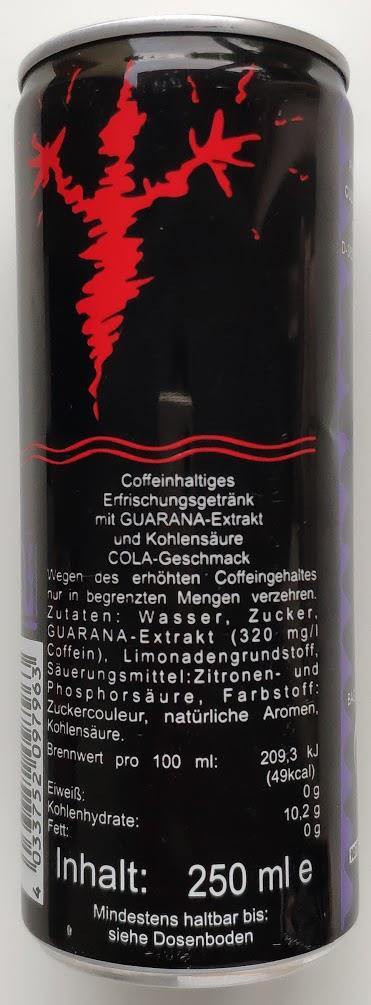 Coffeinhaltiges
Erfrischungsgetränk
mit GUARANA-Extrakt
und Kohlensäure
COLA-Geschmack
Wegen des erhöhten Coffeingehaltes
nur in begrenzten Mengen verzehren.
Zutaten: Wasser, Zucker,
GUARANA-Extrakt (320 mg/l
Coffein), Limonadengrundstoff,
Säuerungsmittel:Zitronen- und
Phosphorsäure, Farbstoff:
Zuckercouleur, natürliche Aromen,
Kohlensäure.
Brennwert pro 100 ml: 209,3 kJ
(49kcal)
Eiweiß: 0 g
Kohlenhydrate: 10,2 g
Fett: 0 g
Inhalt: 250 ml e
Mindestens haltbar bis:
siehe Dosenboden
4 033752 097963